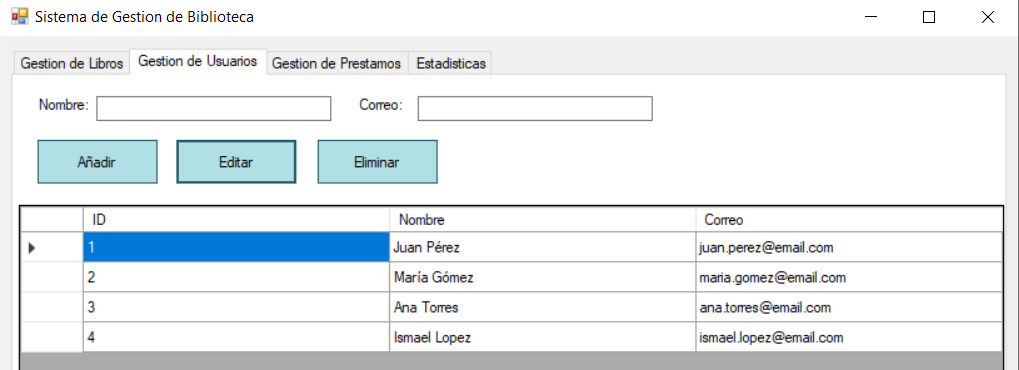 Sistema de Gestion de Biblioteca
Gestion de Libros Gestion de Usuarios Gestion de Prestamos Estadisticas
Nombre: Correo:
Añadir Editar Eliminar
ID Nombre Correo
1 Juan Pérez juan.perez@email.com
2 María Gómez maria.gomez@email.com
3 Ana Torres ana.torres@email.com
4 Ismael Lopez ismael.lopez@email.com